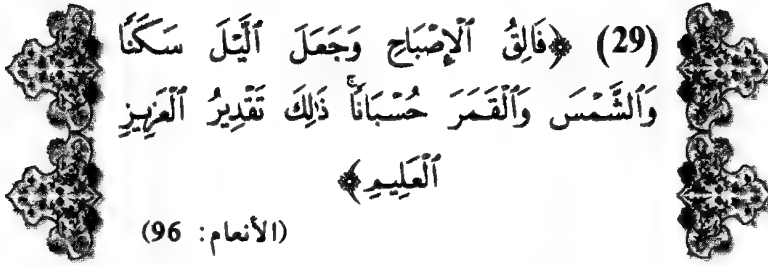 (29) ﴿فَالِقُ ٱلْإِصْبَاحِ وَجَعَلَ ٱلَّيْلَ سَكَنًا
وَٱلشَّمْسَ وَٱلْقَمَرَ حُسْبَانًاۚ ذَٰلِكَ تَقْدِيرُ ٱلْعَزِيزِ
ٱلْعَلِيمِ﴾
(الأنعام: 96)